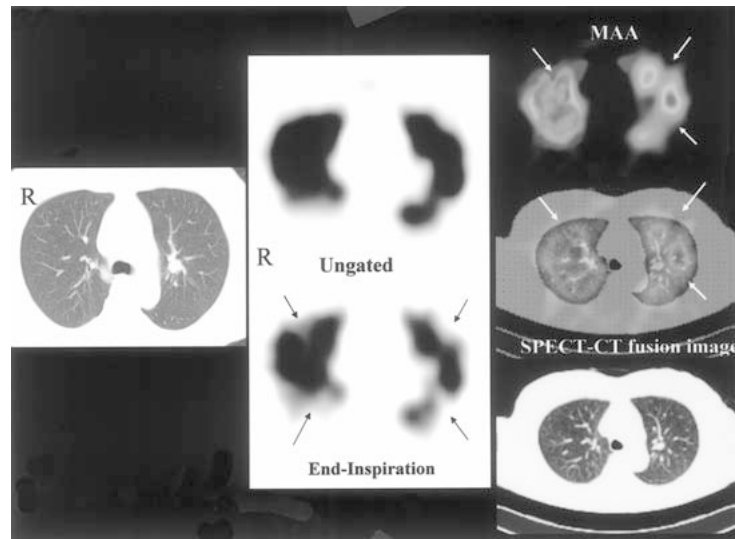 R
R
Ungated
End-Inspiration
MAA
SPECT-CT fusion image